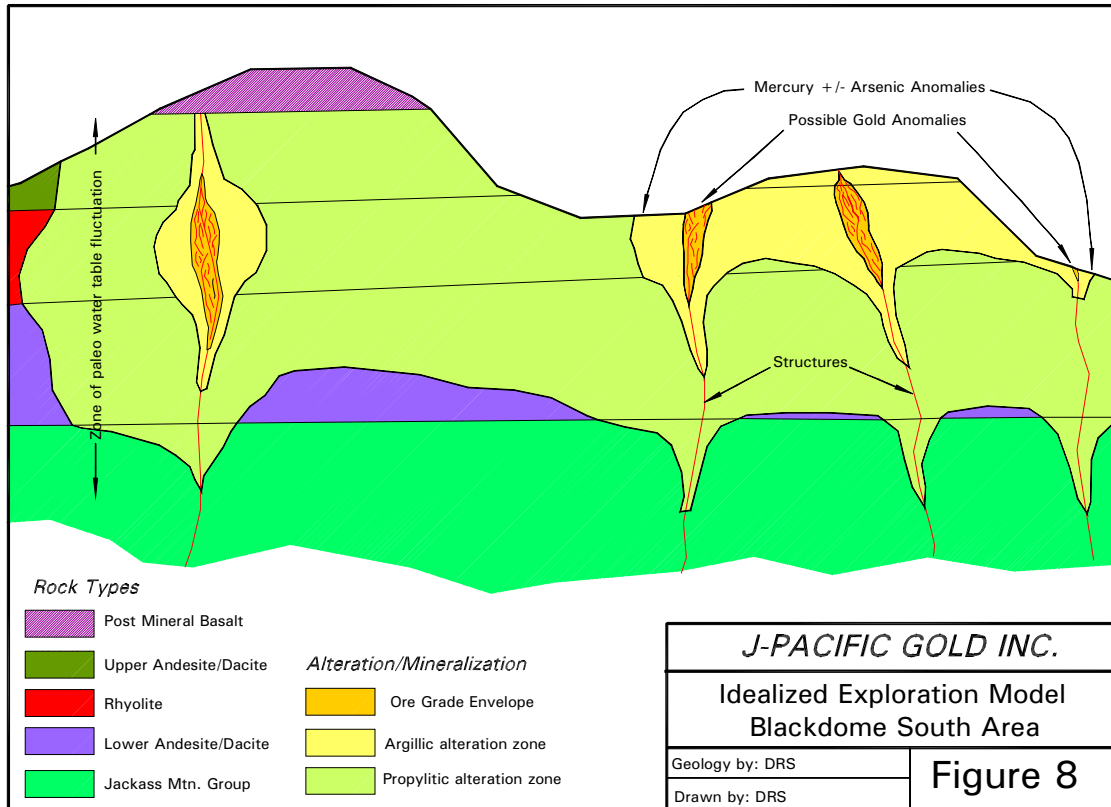 Mercury +/- Arsenic Anomalies
Possible Gold Anomalies
Zone of paleo water table fluctuation
Structures
Rock Types
Post Mineral Basalt
Upper Andesite/Dacite
Rhyolite
Lower Andesite/Dacite
Jackass Mtn. Group
Alteration/Mineralization
Ore Grade Envelope
Argillic alteration zone
Propylitic alteration zone
J-PACIFIC GOLD INC.
Idealized Exploration Model
Blackdome South Area
Geology by: DRS
Drawn by: DRS
Figure 8